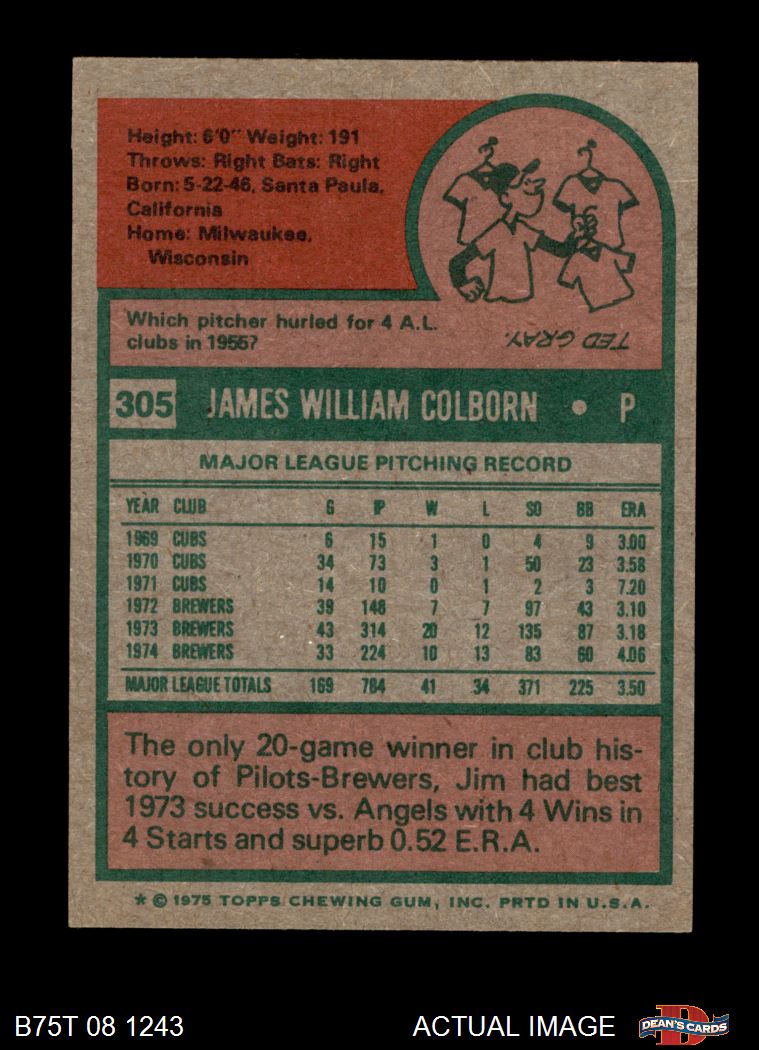 Height: 6'0" Weight: 191
Throws: Right Bats: Right
Born: 5-22-46, Santa Paula,
California
Home: Milwaukee,
Wisconsin
Which pitcher hurled for 4 A.L.
clubs in 1955?
TED GRAY.
305 JAMES WILLIAM COLBORN • P
MAJOR LEAGUE PITCHING RECORD
YEAR CLUB G IP W L SO BB ERA
1969 CUBS 6 15 1 0 4 9 3.00
1970 CUBS 34 73 3 1 50 23 3.58
1971 CUBS 14 10 0 1 2 3 7.20
1972 BREWERS 39 148 7 7 97 43 3.10
1973 BREWERS 43 314 20 12 135 87 3.18
1974 BREWERS 33 224 10 13 83 60 4.06
MAJOR LEAGUE TOTALS 169 784 41 34 371 225 3.50
The only 20-game winner in club his-
tory of Pilots-Brewers, Jim had best
1973 success vs. Angels with 4 Wins in
4 Starts and superb 0.52 E.R.A.
* © 1975 TOPPS CHEWING GUM, INC. PRTD IN U.S.A.
B75T 08 1243 ACTUAL IMAGE D DEAN'S CARDS